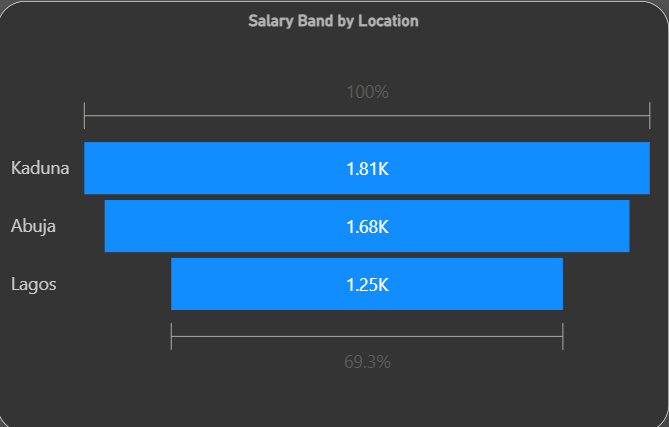 Salary Band by Location
100%
Kaduna 1.81K
Abuja 1.68K
Lagos 1.25K
69.3%